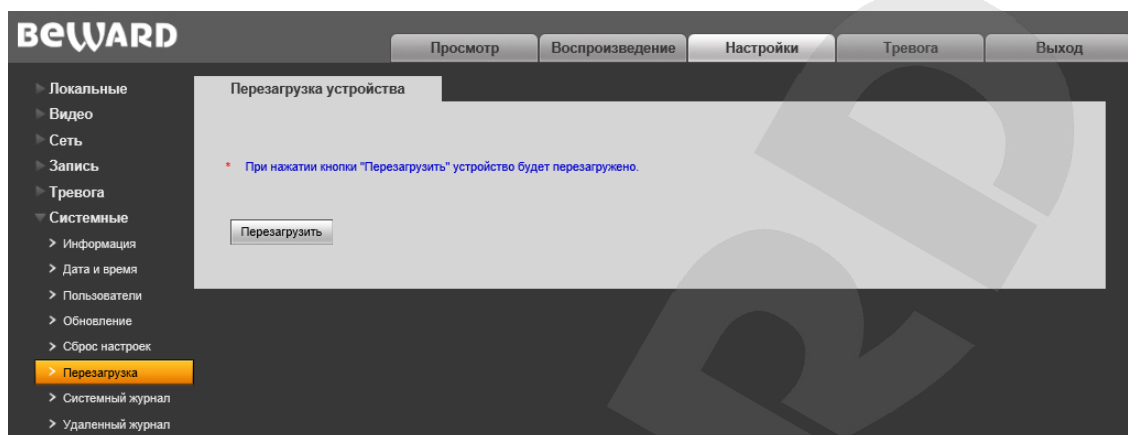 BEWARD
Просмотр Воспроизведение Настройки Тревога Выход
Локальные
Видео
Сеть
Запись
Тревога
Системные
> Информация
> Дата и время
> Пользователи
> Обновление
> Сброс настроек
> Перезагрузка
> Системный журнал
> Удаленный журнал
Перезагрузка устройства
* При нажатии кнопки "Перезагрузить" устройство будет перезагружено.
Перезагрузить